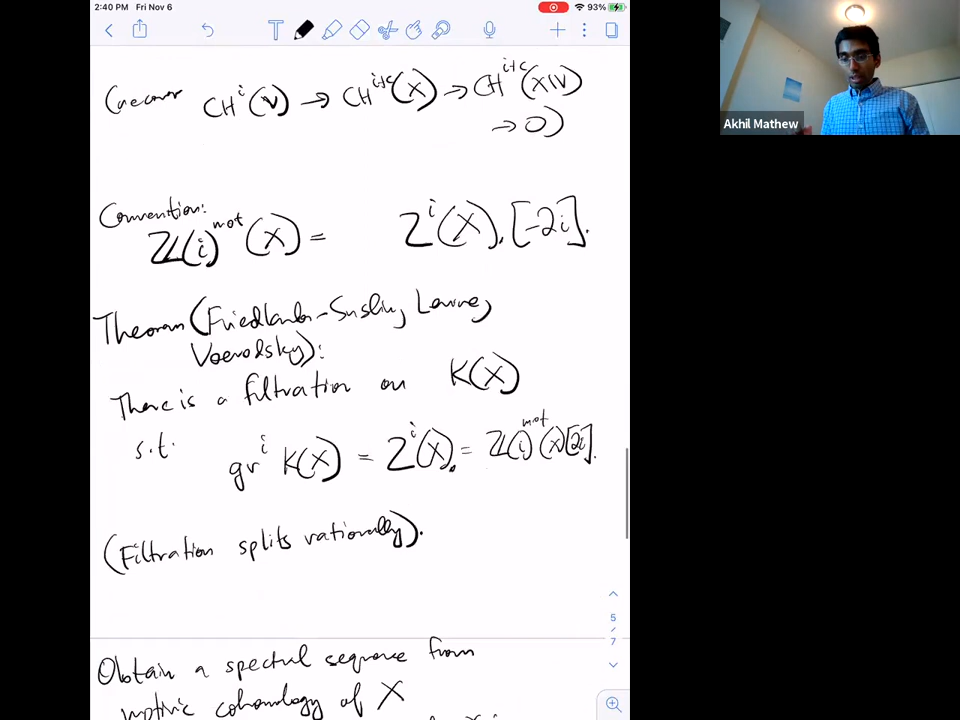 2:40 PM Fri Nov 6
93%
(recover CH^i(V) → CH^{i+c}(X) → CH^{i+c}(X\V)
→ 0)
Akhil Mathew
Convention:
ℤ(i)^{mot}(X) = Z^i(X). [-2i].
Theorem (Friedlander-Suslin, Levine,
Voevodsky):
There is a filtration on K(X)
s.t. gr^i K(X) = Z^i(X). = ℤ(i)^{mot}(X)[2i].
(Filtration splits rationally).
5
/
7
Obtain a spectral sequence from
motivic cohomology of X